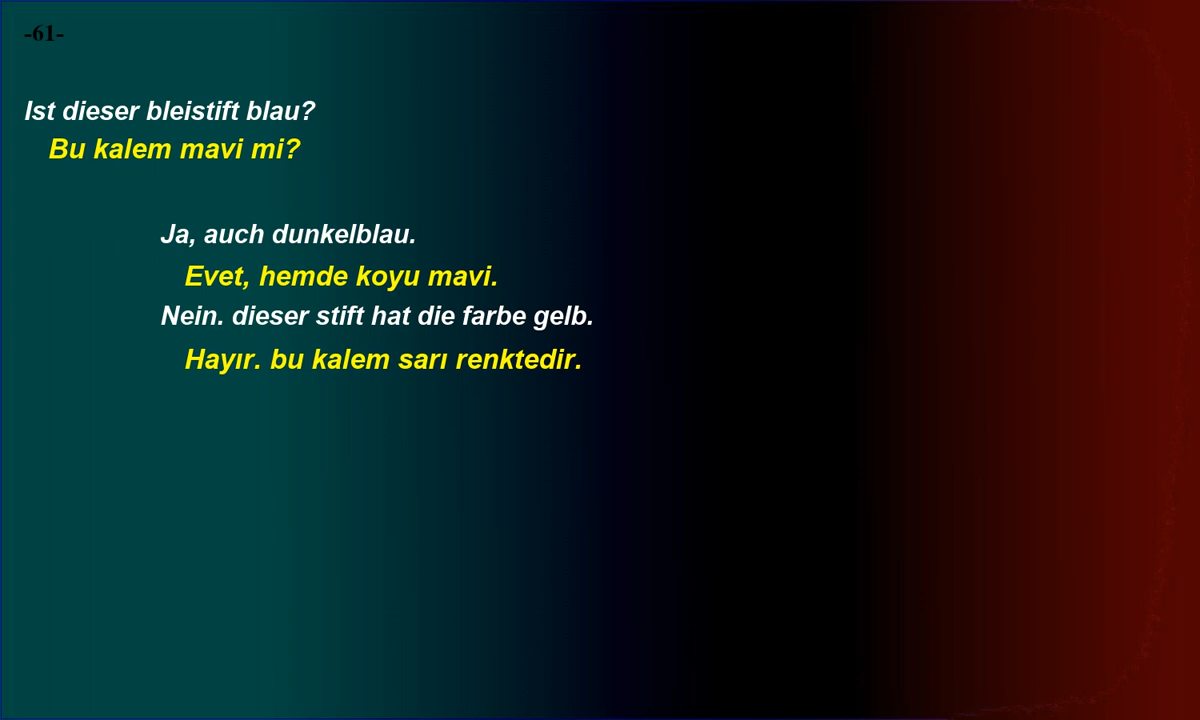 -61-
Ist dieser bleistift blau?
Bu kalem mavi mi?
Ja, auch dunkelblau.
Evet, hemde koyu mavi.
Nein. dieser stift hat die farbe gelb.
Hayır. bu kalem sarı renktedir.